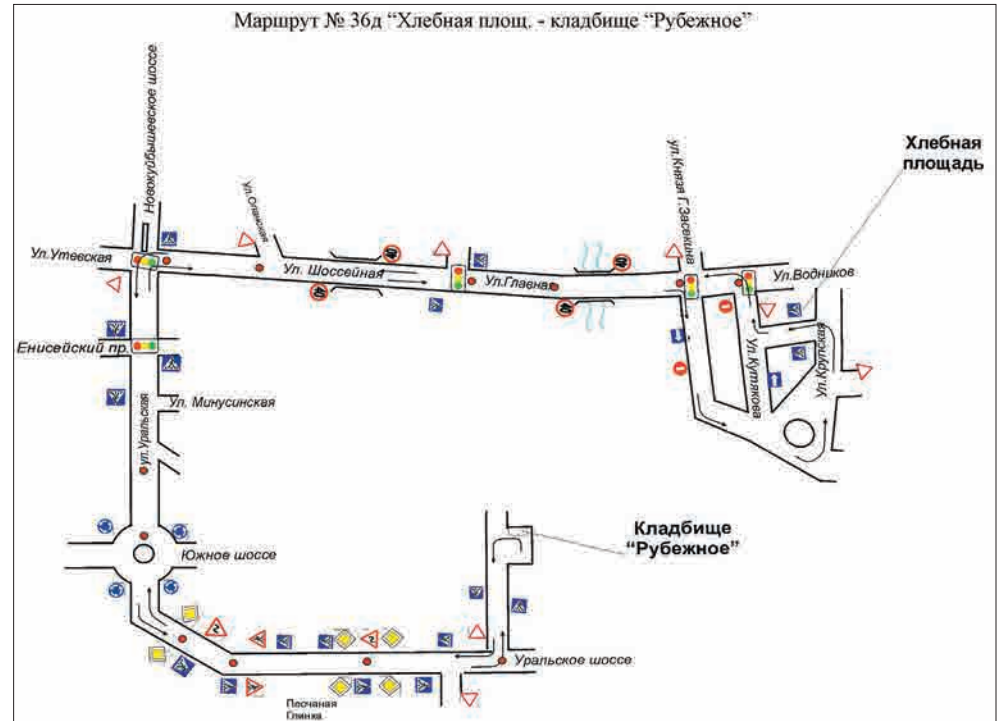 Маршрут № 36д “Хлебная площ. - кладбище “Рубежное”
Новокуйбышевское шоссе
Хлебная
площадь
ул.Князя Г.Засекина
Ул.Утевская
Ул. Шоссейная
Ул.Главная
Ул.Водников
Енисейский пр.
Ул.Кутякова
Ул.Крупская
Ул. Минусинская
ул.Уральская
Кладбище
“Рубежное”
Южное шоссе
Уральское шоссе
Песчаная
Глинка